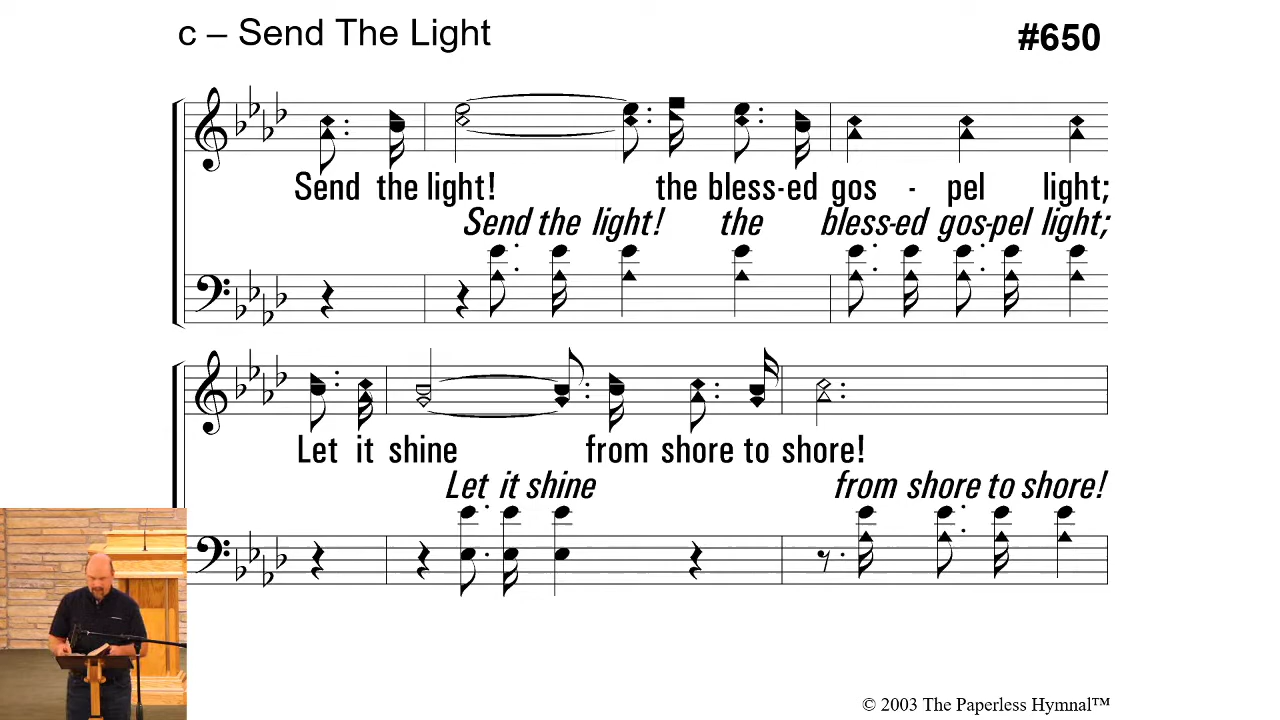 c – Send The Light
#650
Send the light! the bless-ed gos - pel light;
Send the light! the bless-ed gos-pel light;
Let it shine from shore to shore!
Let it shine from shore to shore!
© 2003 The Paperless Hymnal™